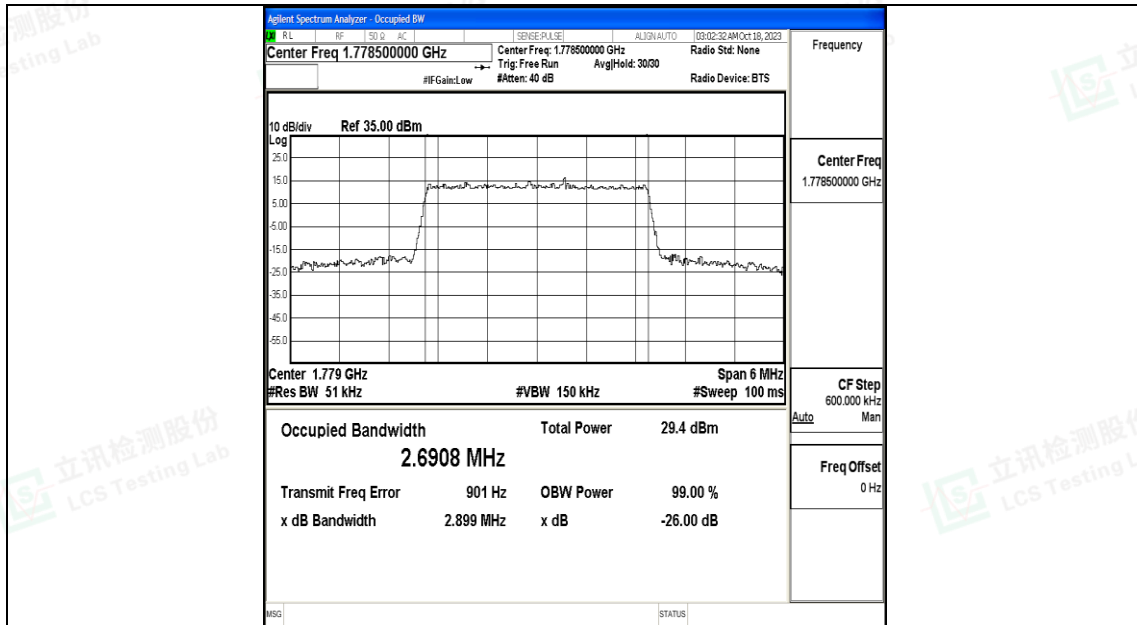 Agilent Spectrum Analyzer - Occupied BW
RL RF 50 Ω AC SENSE:PULSE ALIGNAUTO 03:02:32 AM Oct 18, 2023
Center Freq 1.778500000 GHz
Center Freq: 1.778500000 GHz Radio Std: None
Trig: Free Run Avg|Hold: 30/30
#IFGain:Low #Atten: 40 dB Radio Device: BTS
10 dB/div Ref 35.00 dBm
Log
25.0
15.0
5.00
-5.00
-15.0
-25.0
-35.0
-45.0
-55.0
Center 1.779 GHz Span 6 MHz
#Res BW 51 kHz #VBW 150 kHz #Sweep 100 ms
Occupied Bandwidth Total Power 29.4 dBm
2.6908 MHz
Transmit Freq Error 901 Hz OBW Power 99.00 %
x dB Bandwidth 2.899 MHz x dB -26.00 dB
MSG STATUS
Frequency
Center Freq
1.778500000 GHz
CF Step
600.000 kHz
Auto Man
Freq Offset
0 Hz
立讯检测股份
LCS Testing Lab
立讯检测股份
LCS Testing L